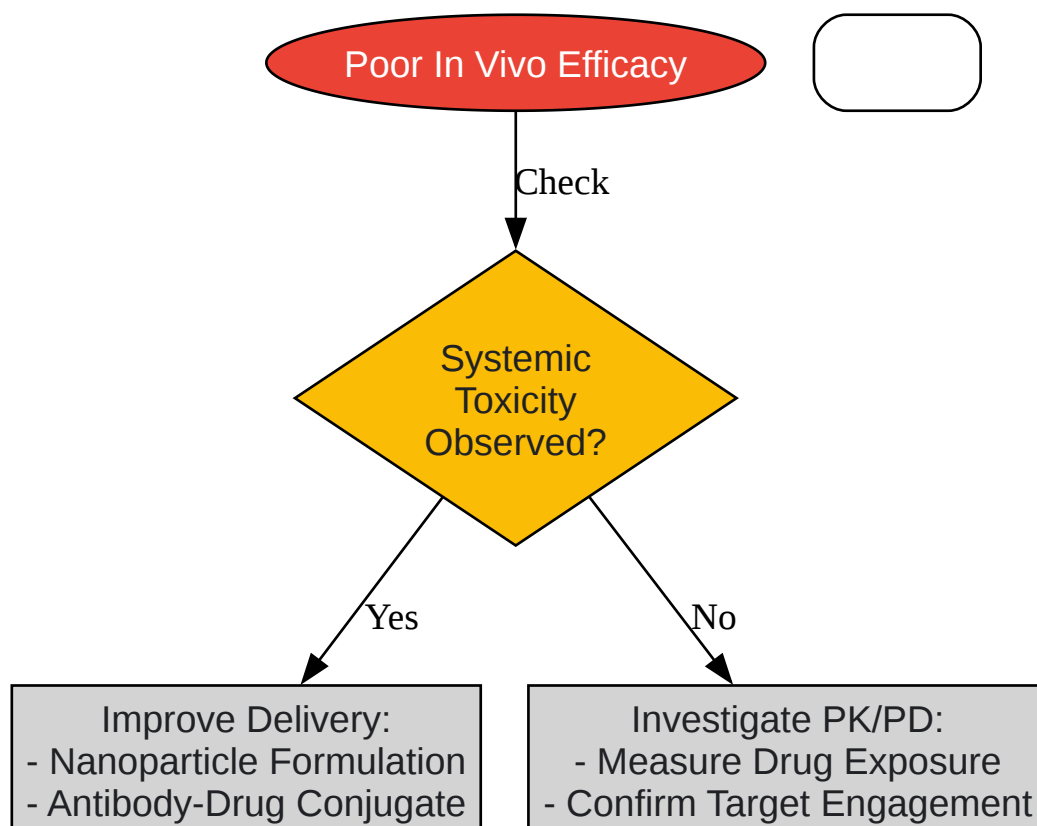 Poor In Vivo Efficacy
Check
Systemic
Toxicity
Observed?
Yes
No
Improve Delivery:
- Nanoparticle Formulation
- Antibody-Drug Conjugate
Investigate PK/PD:
- Measure Drug Exposure
- Confirm Target Engagement